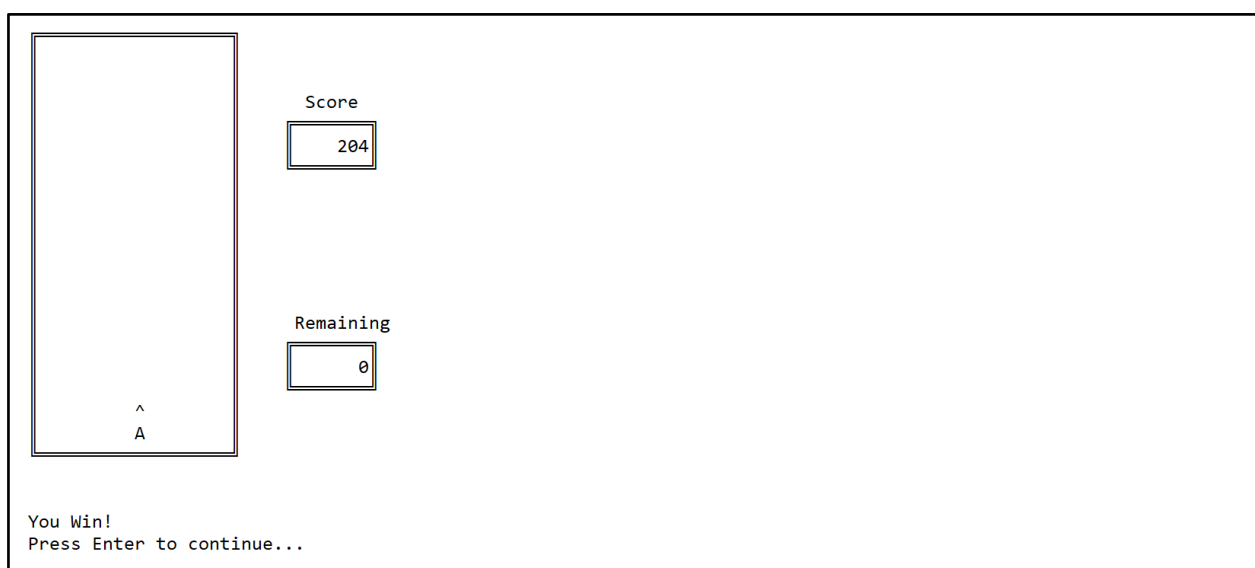 Score
204
Remaining
0
^
A
You Win!
Press Enter to continue...